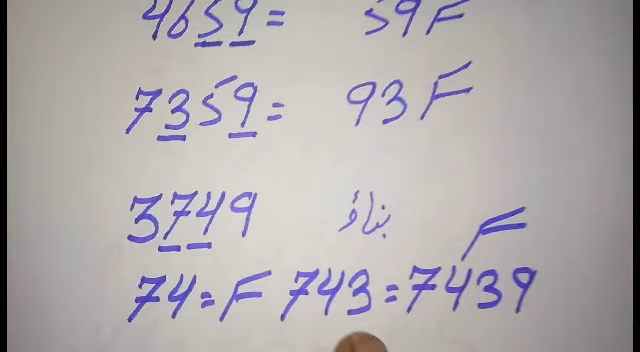 4659 = 59F
7359 = 93F
3749 بناؤ F
74 = F 743 = 7439